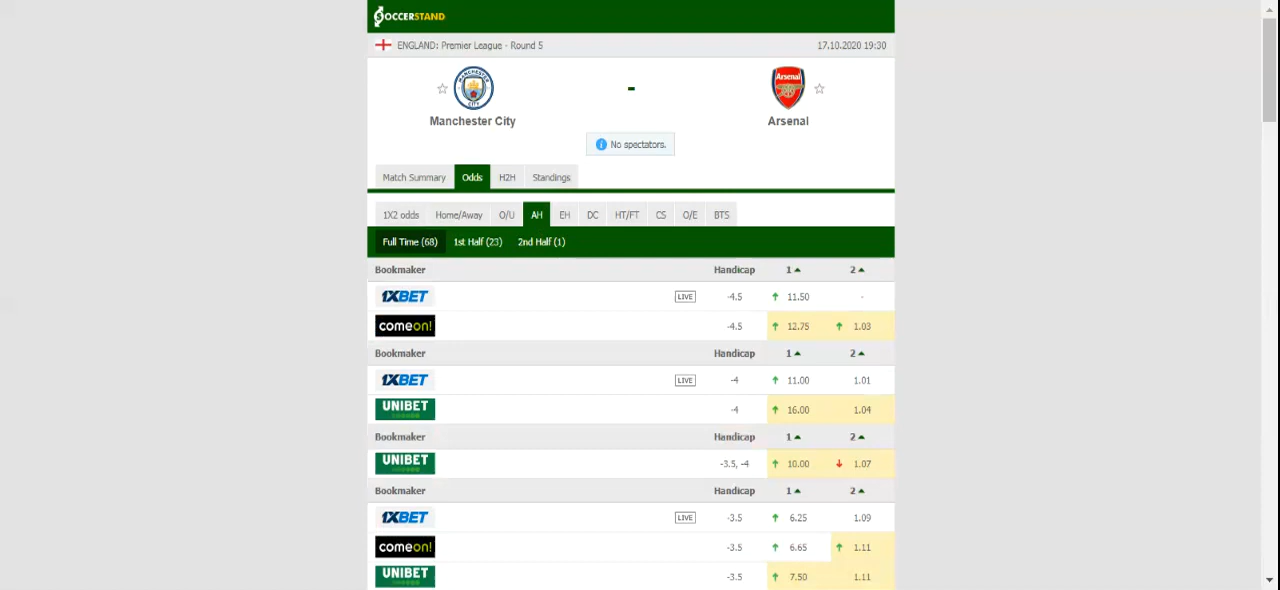 SOCCERSTAND
ENGLAND: Premier League - Round 5 17.10.2020 19:30
-
Manchester City Arsenal
No spectators.
Match Summary Odds H2H Standings
1X2 odds Home/Away O/U AH EH DC HT/FT CS O/E BTS
Full Time (68) 1st Half (23) 2nd Half (1)
Bookmaker Handicap 1 2
1XBET LIVE -4.5 11.50 -
comeon! -4.5 12.75 1.03
Bookmaker Handicap 1 2
1XBET LIVE -4 11.00 1.01
UNIBET -4 16.00 1.04
Bookmaker Handicap 1 2
UNIBET -3.5, -4 10.00 1.07
Bookmaker Handicap 1 2
1XBET LIVE -3.5 6.25 1.09
comeon! -3.5 6.65 1.11
UNIBET -3.5 7.50 1.11